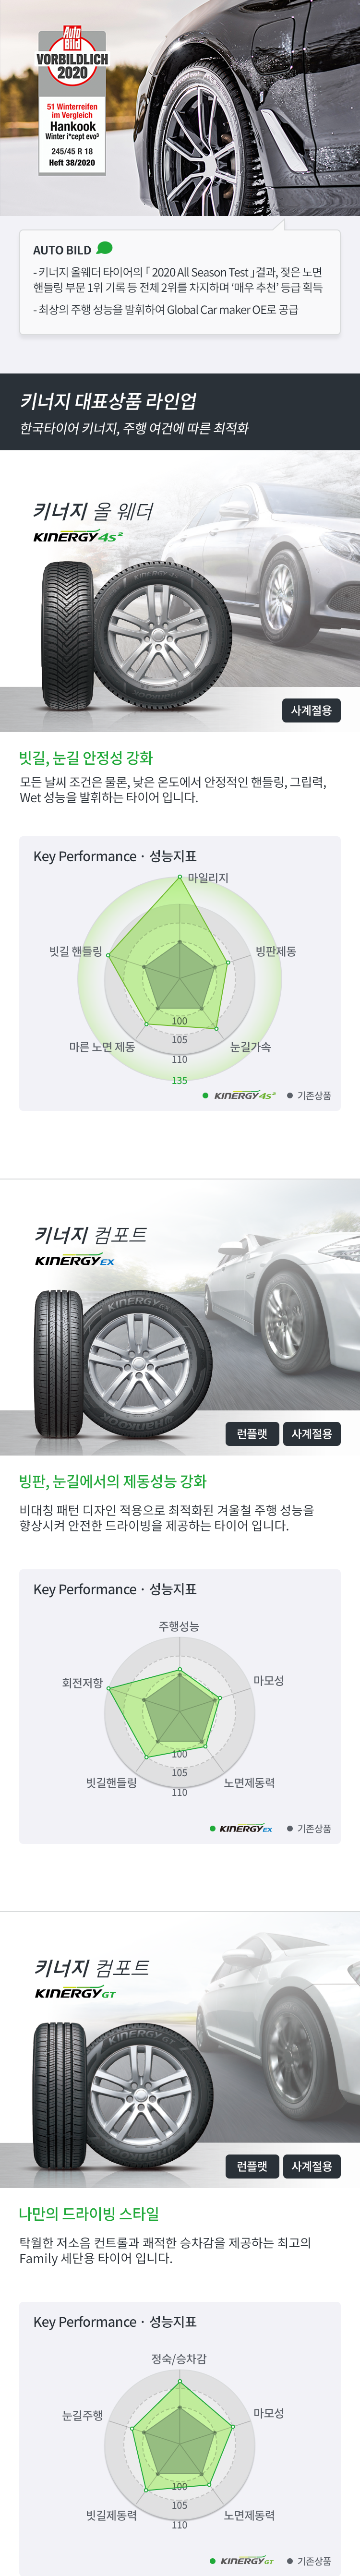 Auto
Bild
VORBILDLICH
2020
51 Winterreifen
im Vergleich
Hankook
Winter i*cept evo³
245/45 R 18
Heft 38/2020
AUTO BILD
- 키너지 올웨더 타이어의 「 2020 All Season Test 」 결과, 젖은 노면
핸들링 부문 1위 기록 등 전체 2위를 차지하며 ‘매우 추천’ 등급 획득
- 최상의 주행 성능을 발휘하여 Global Car maker OE로 공급
키너지 대표상품 라인업
한국타이어 키너지, 주행 여건에 따른 최적화
키너지 올 웨더
KINERGY 4S²
사계절용
빗길, 눈길 안정성 강화
모든 날씨 조건은 물론, 낮은 온도에서 안정적인 핸들링, 그립력,
Wet 성능을 발휘하는 타이어 입니다.
Key Performance · 성능지표
마일리지
빗길 핸들링
빙판제동
마른 노면 제동
눈길가속
100
105
110
135
KINERGY 4S²
기존상품
키너지 컴포트
KINERGY EX
KINERGY EX
HANKOOK
런플랫
사계절용
빙판, 눈길에서의 제동성능 강화
비대칭 패턴 디자인 적용으로 최적화된 겨울철 주행 성능을
향상시켜 안전한 드라이빙을 제공하는 타이어 입니다.
Key Performance · 성능지표
주행성능
회전저항
마모성
빗길핸들링
노면제동력
100
105
110
KINERGY EX
기존상품
키너지 컴포트
KINERGY GT
KINERGY GT
HANKOOK
런플랫
사계절용
나만의 드라이빙 스타일
탁월한 저소음 컨트롤과 쾌적한 승차감을 제공하는 최고의
Family 세단용 타이어 입니다.
Key Performance · 성능지표
정숙/승차감
눈길주행
마모성
빗길제동력
노면제동력
100
105
110
KINERGY GT
기존상품